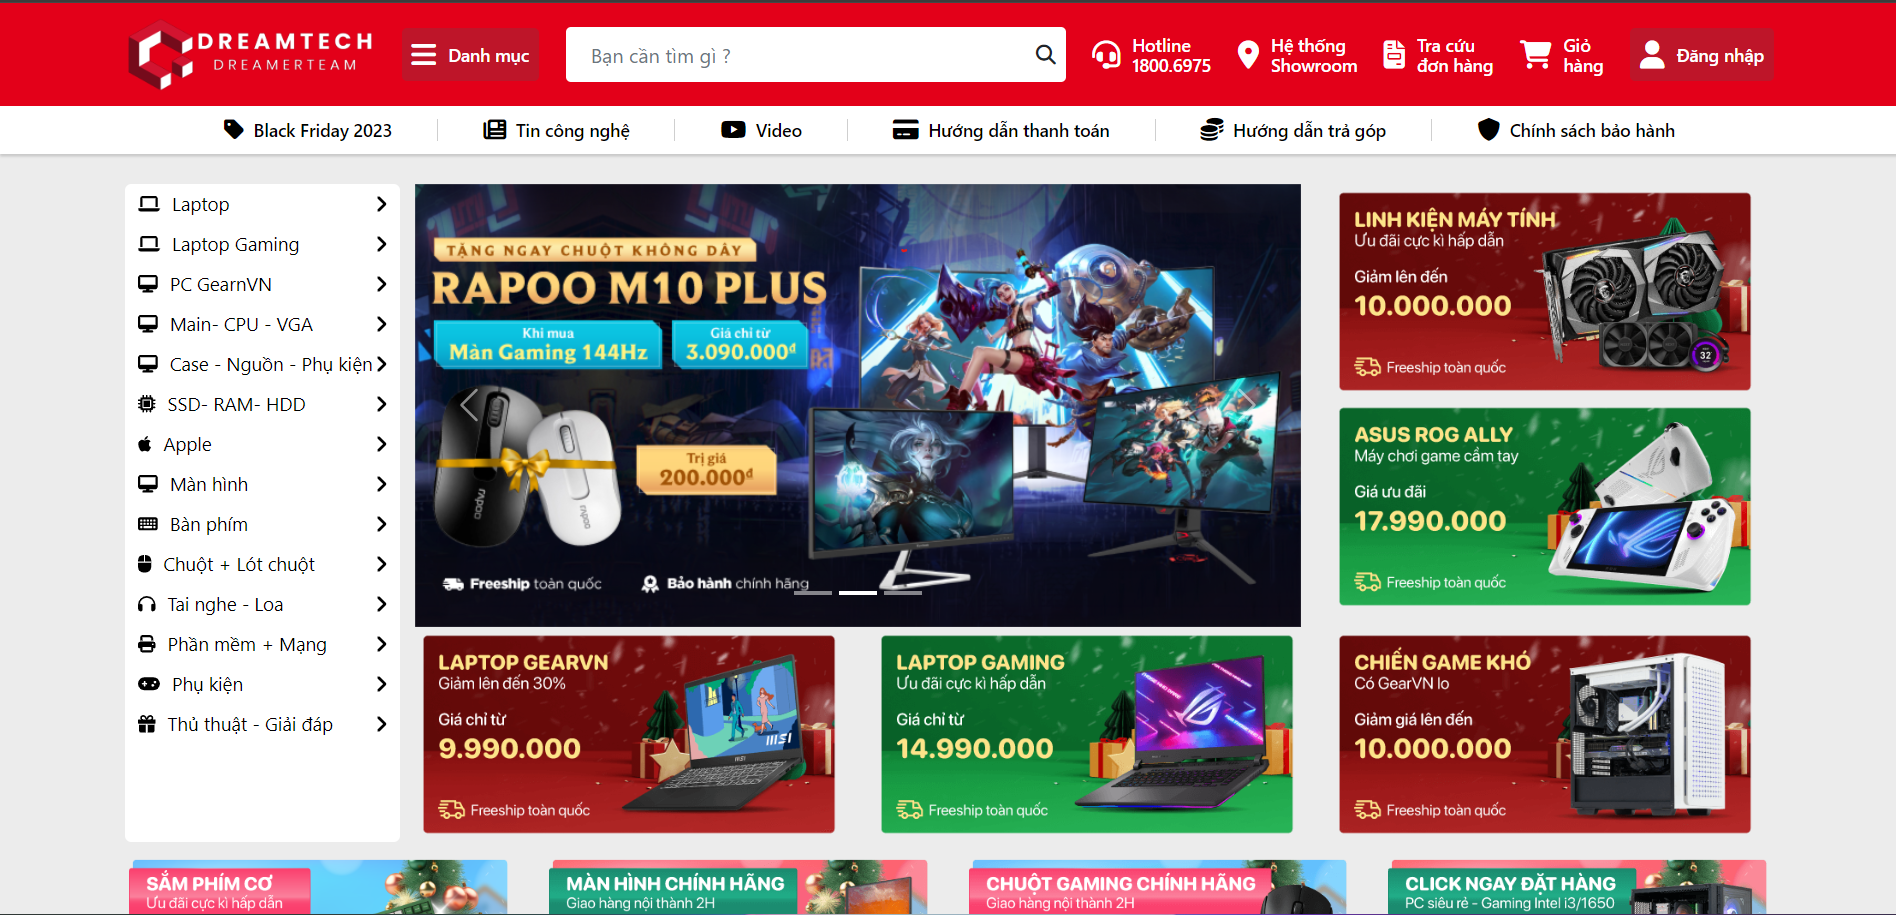 DREAMTECH
DREAMERTEAM
Danh mục
Bạn cần tìm gì ?
Hotline
1800.6975
Hệ thống
Showroom
Tra cứu
đơn hàng
Giỏ
hàng
Đăng nhập
Black Friday 2023
Tin công nghệ
Video
Hướng dẫn thanh toán
Hướng dẫn trả góp
Chính sách bảo hành
Laptop
Laptop Gaming
PC GearnVN
Main- CPU - VGA
Case - Nguồn - Phụ kiện
SSD- RAM- HDD
Apple
Màn hình
Bàn phím
Chuột + Lót chuột
Tai nghe - Loa
Phần mềm + Mạng
Phụ kiện
Thủ thuật - Giải đáp
TẶNG NGAY CHUỘT KHÔNG DÂY
RAPOO M10 PLUS
Khi mua
Màn Gaming 144Hz
Giá chỉ từ
3.090.000đ
Trị giá
200.000đ
rapoo
rapoo
Freeship toàn quốc
Bảo hành chính hãng
LINH KIỆN MÁY TÍNH
Ưu đãi cực kì hấp dẫn
Giảm lên đến
10.000.000
32
Freeship toàn quốc
ASUS ROG ALLY
Máy chơi game cầm tay
Giá ưu đãi
17.990.000
Freeship toàn quốc
LAPTOP GEARVN
Giảm lên đến 30%
Giá chỉ từ
9.990.000
msi
msi
Freeship toàn quốc
LAPTOP GAMING
Ưu đãi cực kì hấp dẫn
Giá chỉ từ
14.990.000
Freeship toàn quốc
CHIẾN GAME KHÓ
Có GearVN lo
Giảm giá lên đến
10.000.000
Freeship toàn quốc
SẮM PHÍM CƠ
Ưu đãi cực kì hấp dẫn
MÀN HÌNH CHÍNH HÃNG
Giao hàng nội thành 2H
CHUỘT GAMING CHÍNH HÃNG
Giao hàng nội thành 2H
CLICK NGAY ĐẶT HÀNG
PC siêu rẻ - Gaming Intel i3/1650